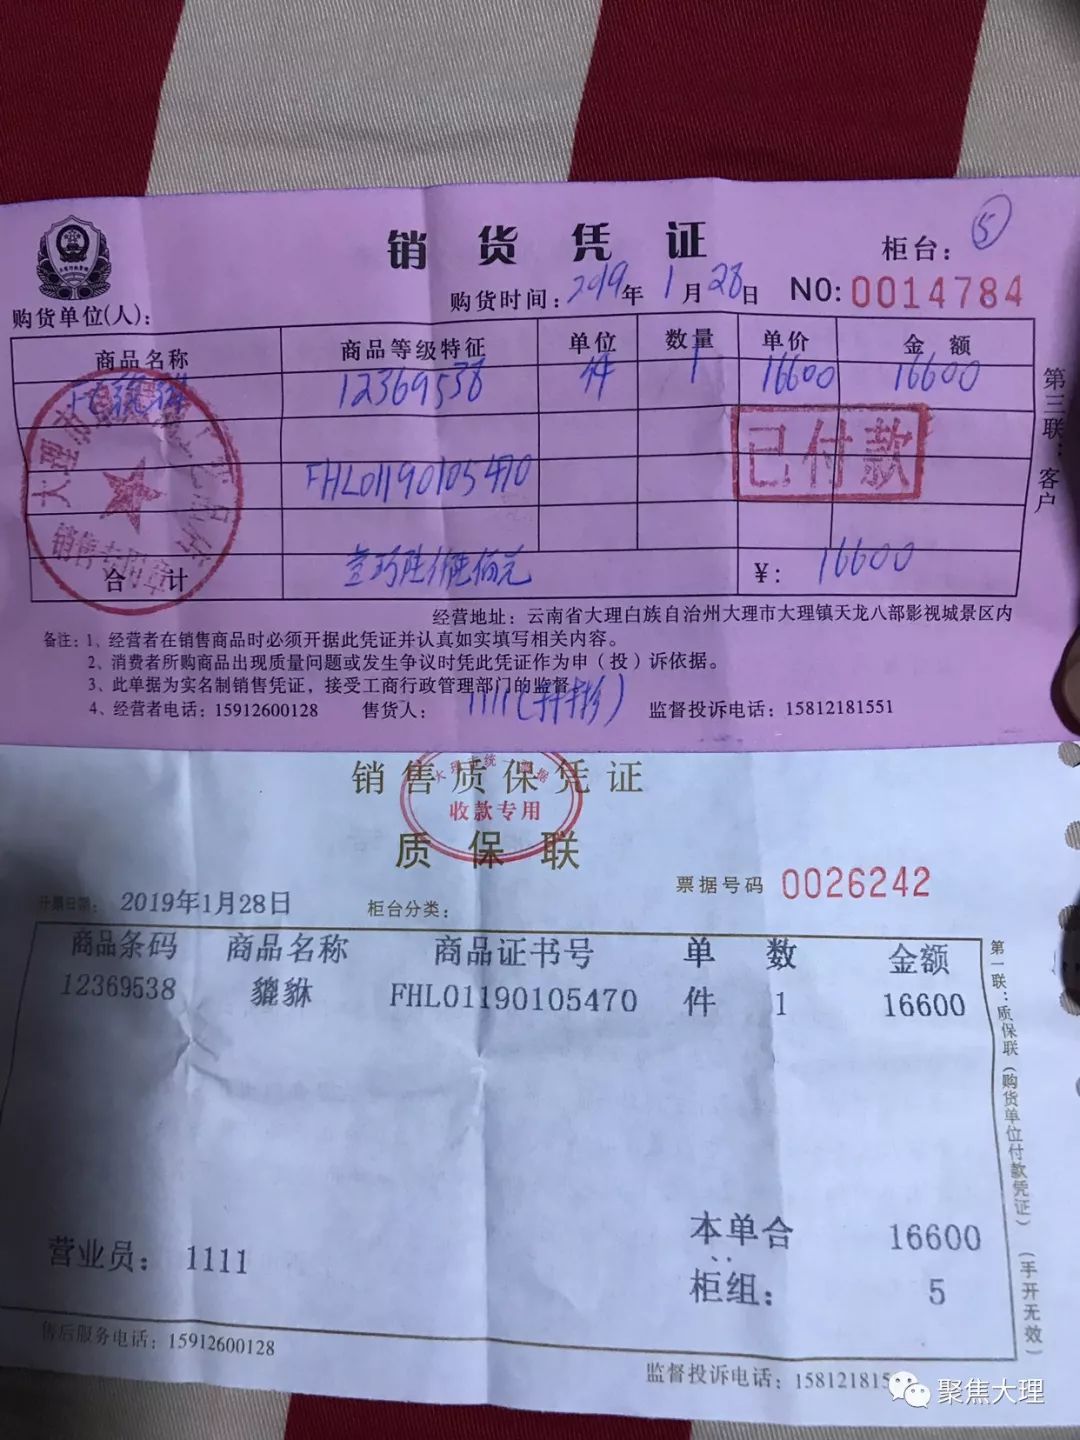 销货凭证
柜台：⑤
购货单位(人)：
购货时间：2019年1月28日 NO:0014784
商品名称 商品等级特征 单位 数量 单价 金额
12369538 件 1 16600 16600
已付款
FHL01190105470
大理市
销售专用章
合计 ¥：16600
第三联：客户
经营地址：云南省大理白族自治州大理市大理镇天龙八部影视城景区内
备注：1、经营者在销售商品时必须开据此凭证并认真如实填写相关内容。
2、消费者所购商品出现质量问题或发生争议时凭此凭证作为申（投）诉依据。
3、此单据为实名制销售凭证，接受工商行政管理部门的监督
4、经营者电话：15912600128 售货人：1111 监督投诉电话：15812181551
销售质保凭证
收款专用
质保联
票据号码 0026242
开票日期：2019年1月28日 柜台分类：
商品条码 商品名称 商品证书号 单 数 金额
12369538 貔貅 FHL01190105470 件 1 16600
第一联：质保联（购货单位付款凭证）（手开无效）
本单合 16600
营业员：1111
柜组： 5
售后服务电话：15912600128
监督投诉电话：158121815
聚焦大理